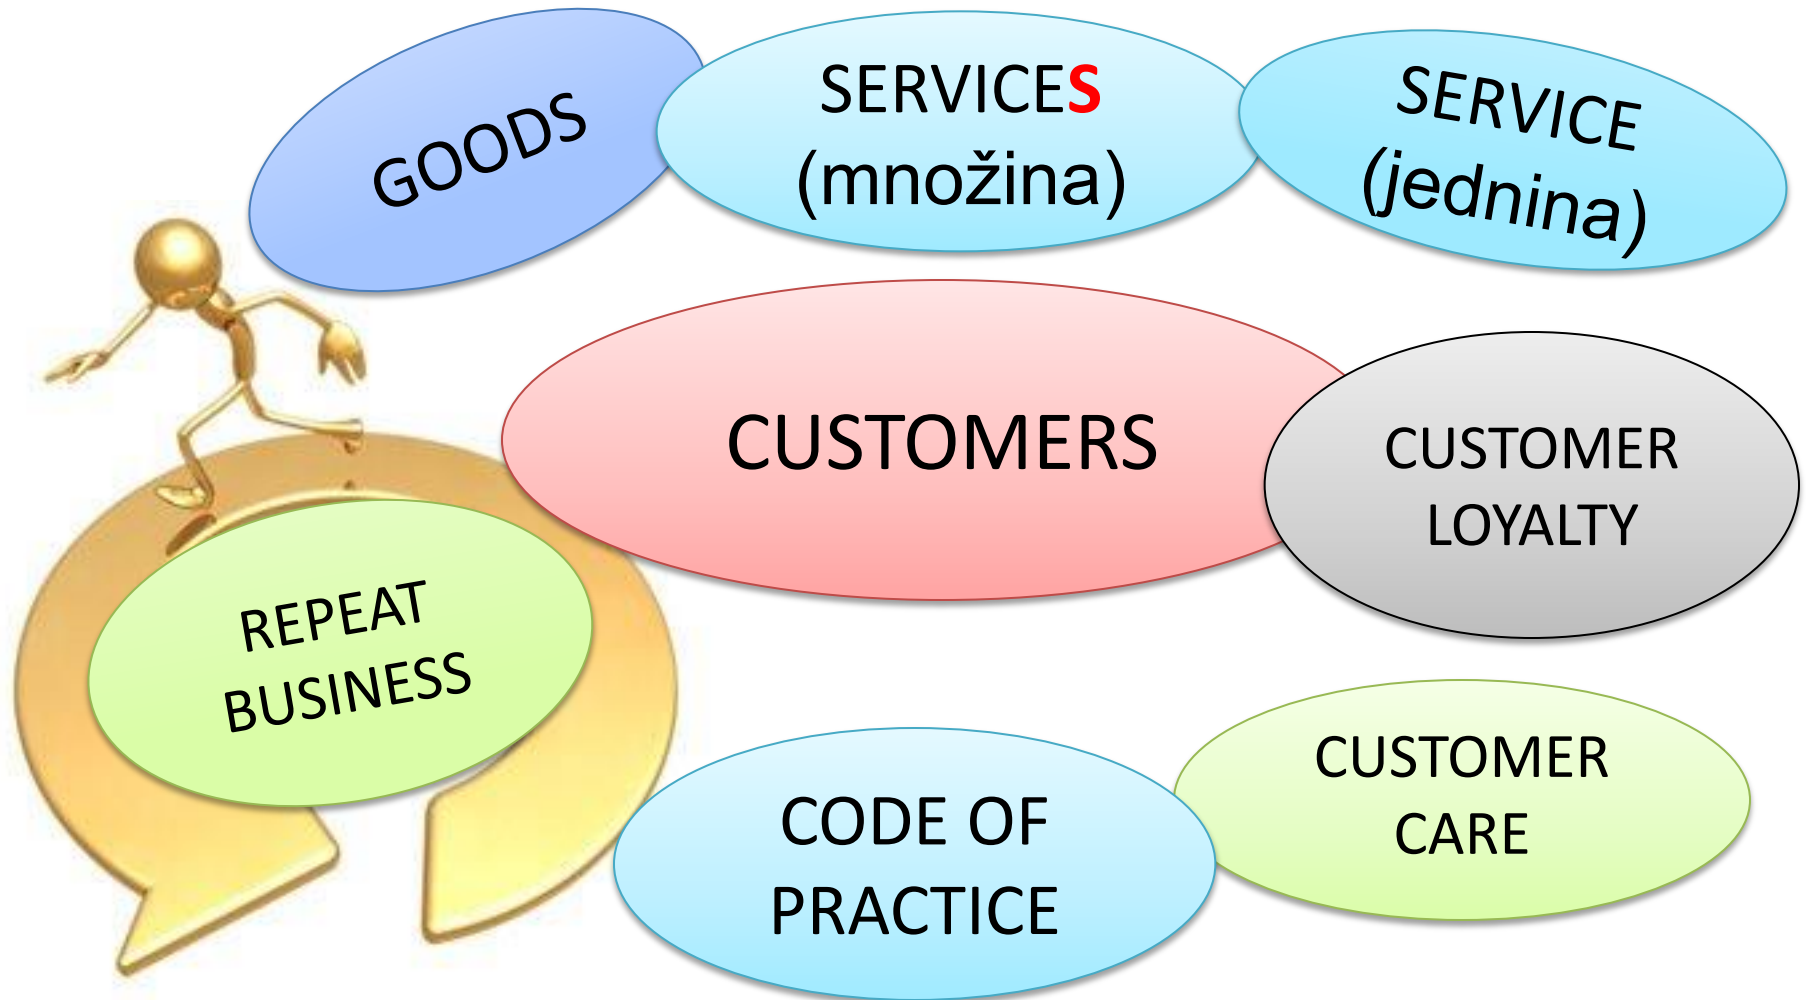 GOODS
SERVICES
(množina)
SERVICE
(jednina)
CUSTOMERS
CUSTOMER
LOYALTY
REPEAT
BUSINESS
CODE OF
PRACTICE
CUSTOMER
CARE